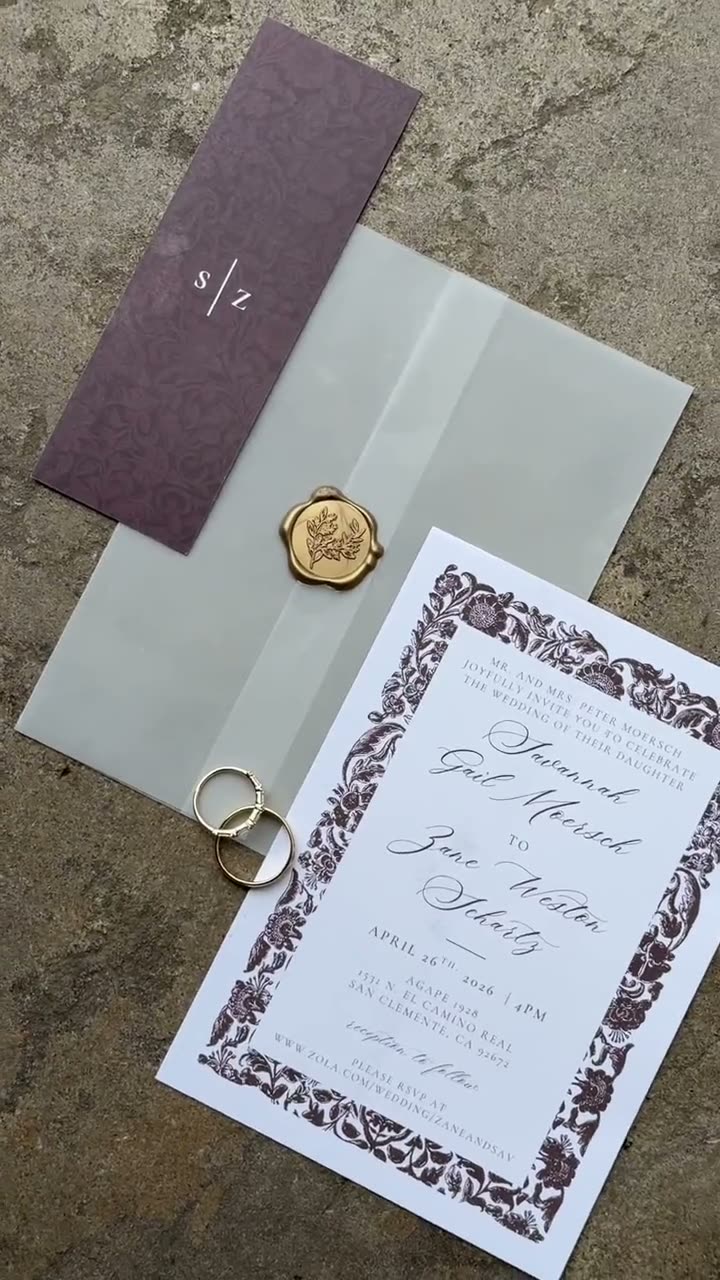 S | Z
MR. AND MRS. PETER MOERSCH
JOYFULLY INVITE YOU TO CELEBRATE
THE WEDDING OF THEIR DAUGHTER
Savannah
Gail Moersch
TO
Zane Weston
Schartz
APRIL 26TH, 2026 | 4PM
AGAPE 1928
1531 N. EL CAMINO REAL
SAN CLEMENTE, CA 92672
reception to follow
PLEASE RSVP AT
WWW.ZOLA.COM/WEDDING/ZANEANDSAV